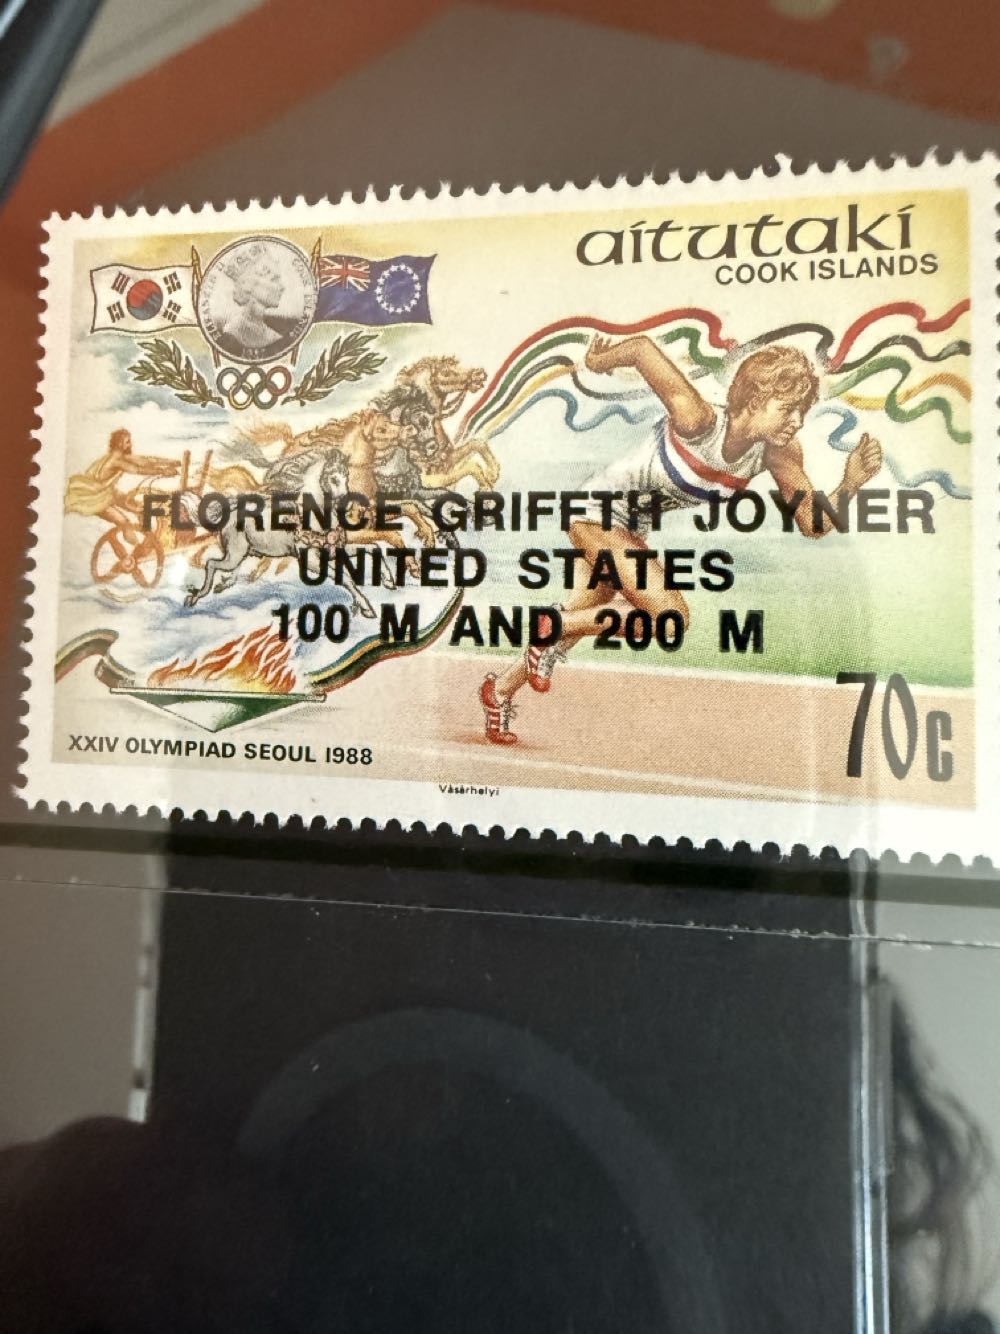 aitutaki
COOK ISLANDS
FLORENCE GRIFFTH JOYNER
UNITED STATES
100 M AND 200 M
70c
XXIV OLYMPIAD SEOUL 1988
Vásárhelyi